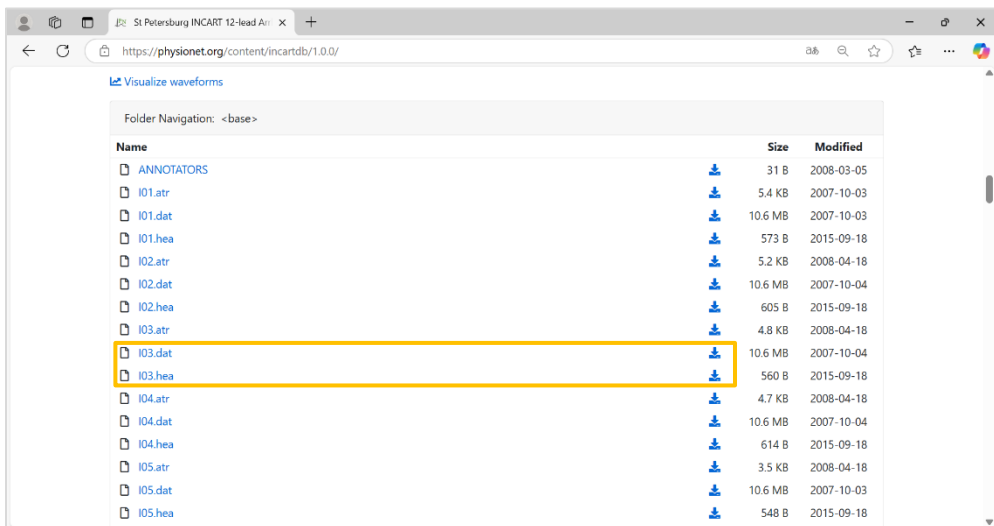 St Petersburg INCART 12-lead Arr
https://physionet.org/content/incartdb/1.0.0/
Visualize waveforms
Folder Navigation: <base>
Name Size Modified
ANNOTATORS 31 B 2008-03-05
I01.atr 5.4 KB 2007-10-03
I01.dat 10.6 MB 2007-10-03
I01.hea 573 B 2015-09-18
I02.atr 5.2 KB 2008-04-18
I02.dat 10.6 MB 2007-10-04
I02.hea 605 B 2015-09-18
I03.atr 4.8 KB 2008-04-18
I03.dat 10.6 MB 2007-10-04
I03.hea 560 B 2015-09-18
I04.atr 4.7 KB 2008-04-18
I04.dat 10.6 MB 2007-10-04
I04.hea 614 B 2015-09-18
I05.atr 3.5 KB 2008-04-18
I05.dat 10.6 MB 2007-10-03
I05.hea 548 B 2015-09-18